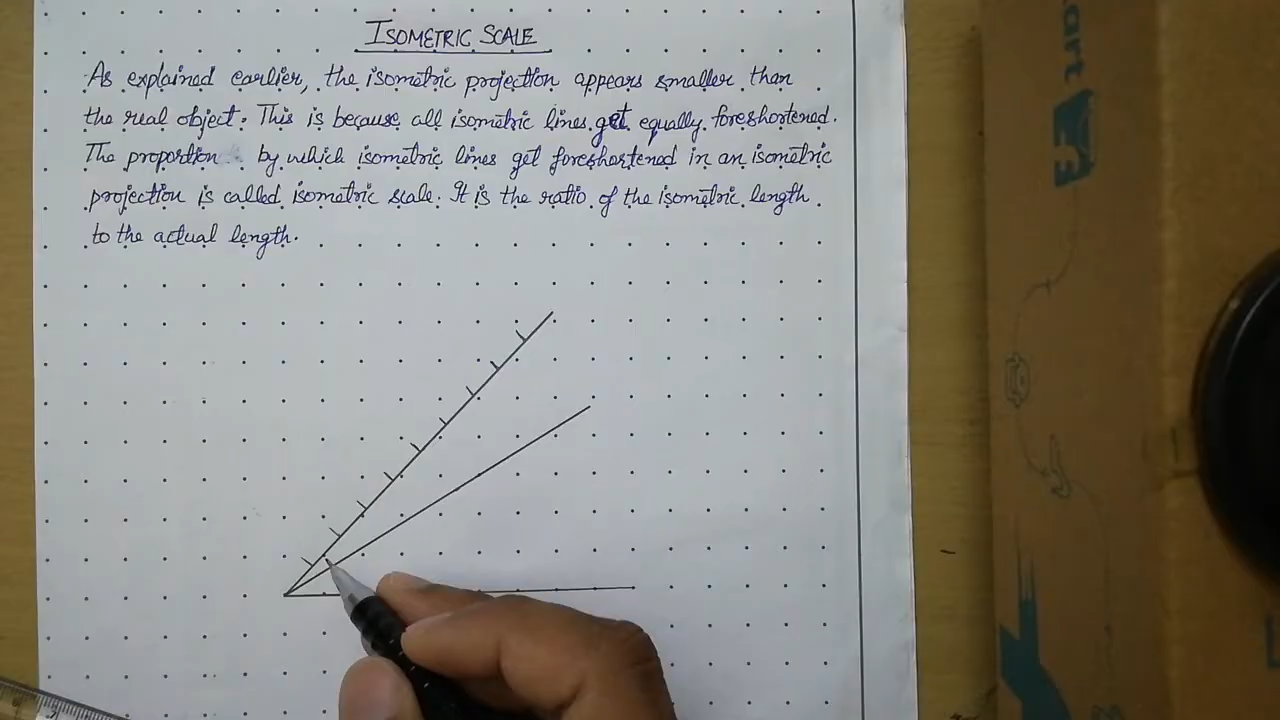 ISOMETRIC SCALE
As explained earlier, the isometric projection appears smaller than
the real object. This is because all isometric lines get equally foreshortened.
The proportion by which isometric lines get foreshortened in an isometric
projection is called isometric scale. It is the ratio of the isometric length
to the actual length.
art